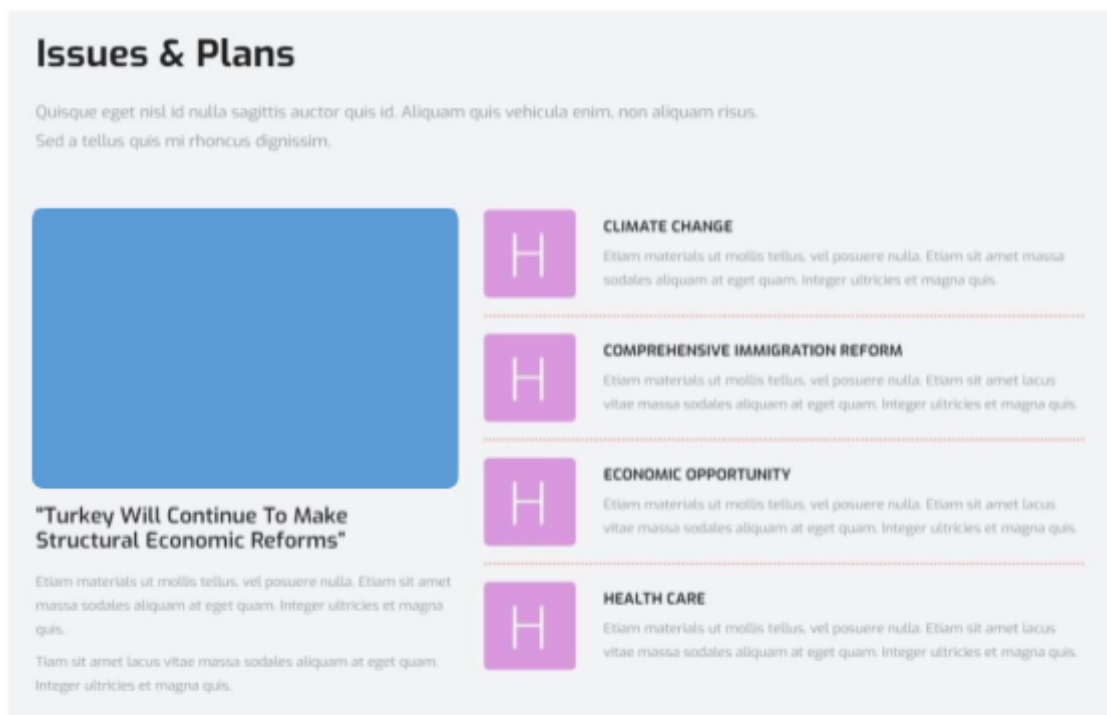 Issues & Plans
Quisque eget nisl id nulla sagittis auctor quis id. Aliquam quis vehicula enim, non aliquam risus.
Sed a tellus quis mi rhoncus dignissim.
"Turkey Will Continue To Make
Structural Economic Reforms"
Etiam materials ut mollis tellus, vel posuere nulla. Etiam sit amet
massa sodales aliquam at eget quam. Integer ultricies et magna
quis.
Tiam sit amet lacus vitae massa sodales aliquam at eget quam.
Integer ultricies et magna quis.
H
CLIMATE CHANGE
Etiam materials ut mollis tellus, vel posuere nulla. Etiam sit amet massa
sodales aliquam at eget quam. Integer ultricies et magna quis.
H
COMPREHENSIVE IMMIGRATION REFORM
Etiam materials ut mollis tellus, vel posuere nulla. Etiam sit amet lacus
vitae massa sodales aliquam at eget quam. Integer ultricies et magna quis.
H
ECONOMIC OPPORTUNITY
Etiam materials ut mollis tellus, vel posuere nulla. Etiam sit amet lacus
vitae massa sodales aliquam at eget quam. Integer ultricies et magna quis.
H
HEALTH CARE
Etiam materials ut mollis tellus, vel posuere nulla. Etiam sit amet lacus
vitae massa sodales aliquam at eget quam. Integer ultricies et magna quis.